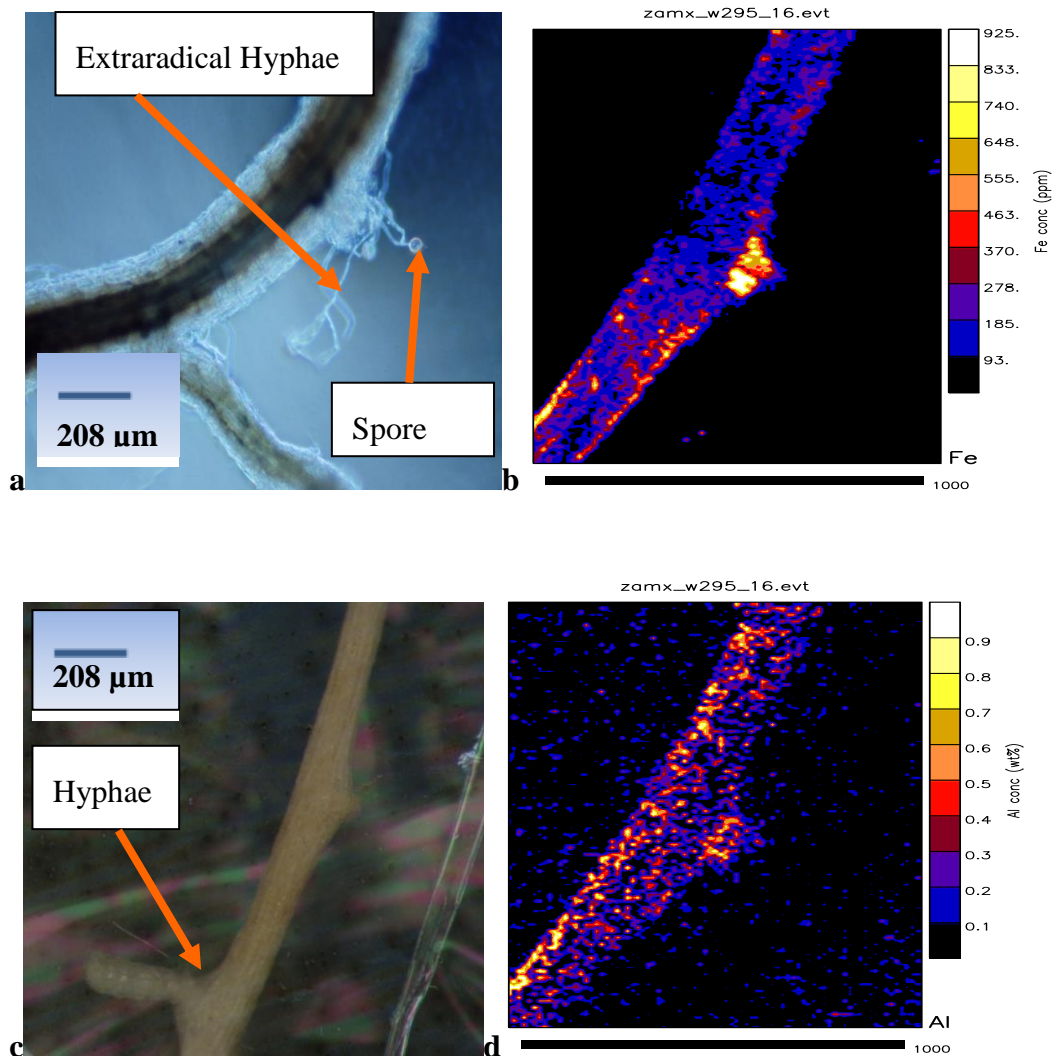 Extraradical Hyphae
208 µm
Spore
a
zamx_w295_16.evt
925.
833.
740.
648.
555.
463.
370.
278.
185.
93.
Fe conc (ppm)
Fe
b
1000
208 µm
Hyphae
c
zamx_w295_16.evt
0.9
0.8
0.7
0.6
0.5
0.4
0.3
0.2
0.1
Al conc (wt%)
Al
d
1000